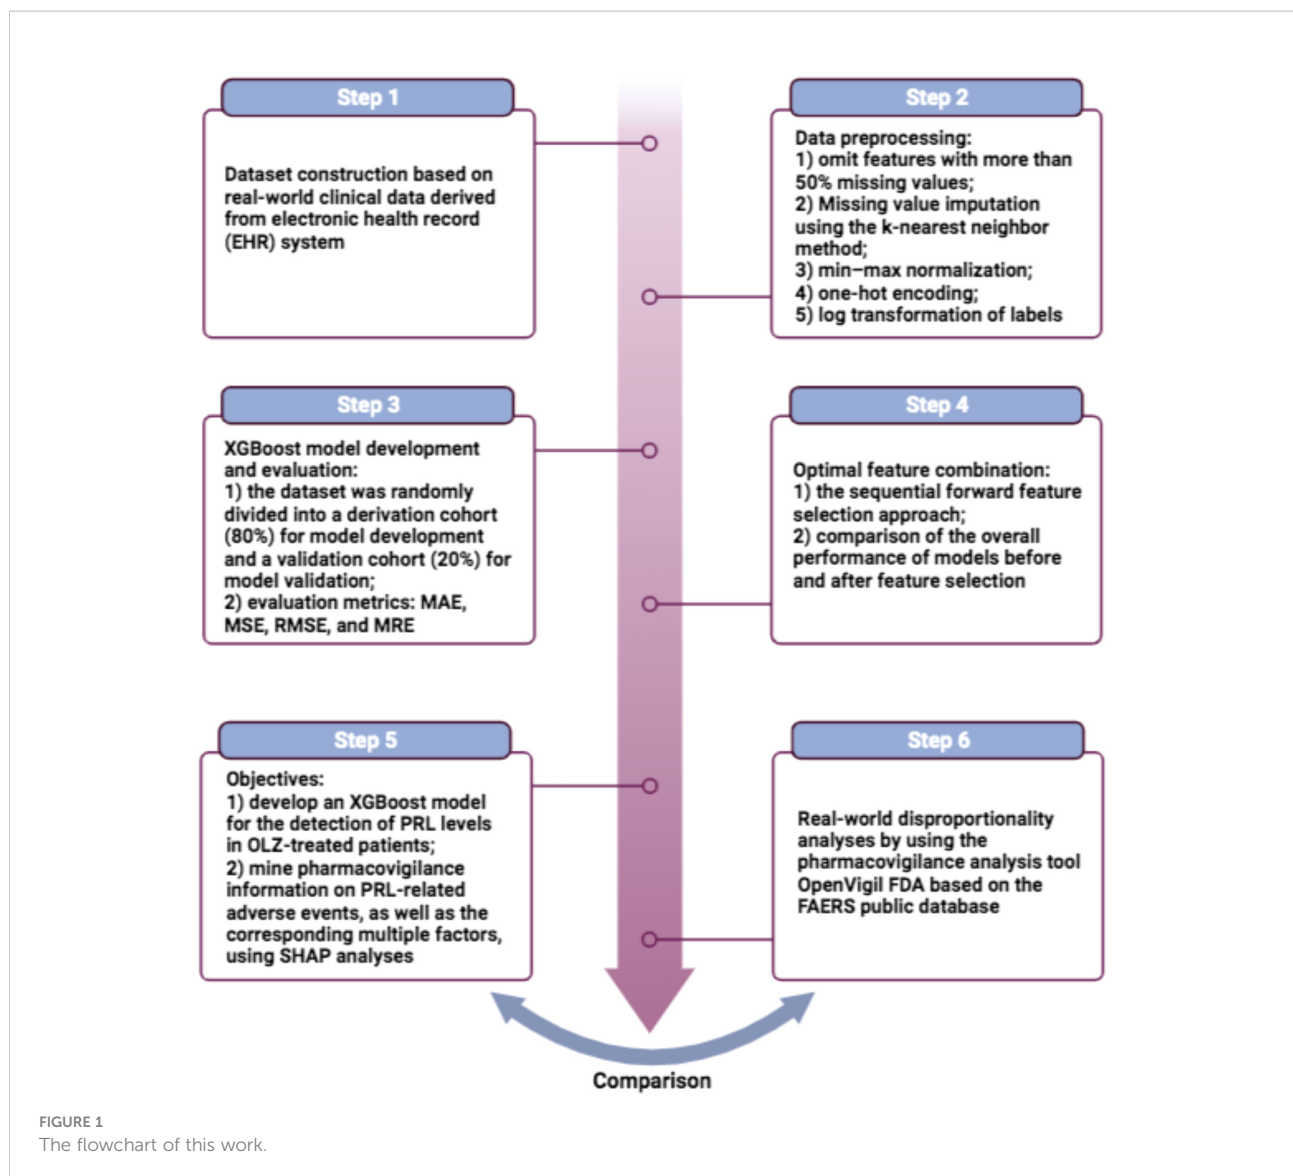 Step 1
Dataset construction based on
real-world clinical data derived
from electronic health record
(EHR) system
Step 2
Data preprocessing:
1) omit features with more than
50% missing values;
2) Missing value imputation
using the k-nearest neighbor
method;
3) min–max normalization;
4) one-hot encoding;
5) log transformation of labels
Step 3
XGBoost model development
and evaluation:
1) the dataset was randomly
divided into a derivation cohort
(80%) for model development
and a validation cohort (20%) for
model validation;
2) evaluation metrics: MAE,
MSE, RMSE, and MRE
Step 4
Optimal feature combination:
1) the sequential forward feature
selection approach;
2) comparison of the overall
performance of models before
and after feature selection
Step 5
Objectives:
1) develop an XGBoost model
for the detection of PRL levels
in OLZ-treated patients;
2) mine pharmacovigilance
information on PRL-related
adverse events, as well as the
corresponding multiple factors,
using SHAP analyses
Step 6
Real-world disproportionality
analyses by using the
pharmacovigilance analysis tool
OpenVigil FDA based on the
FAERS public database
Comparison
FIGURE 1
The flowchart of this work.